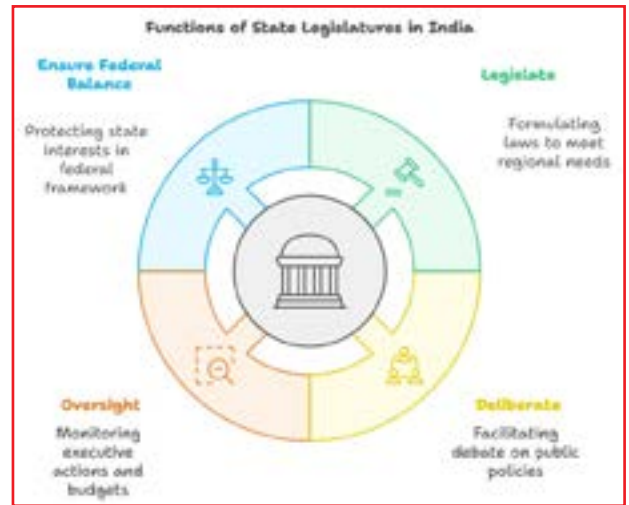 Functions of State Legislatures in India
Ensure Federal
Balance
Protecting state
interests in
federal
framework
Legislate
Formulating
laws to meet
regional needs
Oversight
Monitoring
executive
actions and
budgets
Deliberate
Facilitating
debate on public
policies